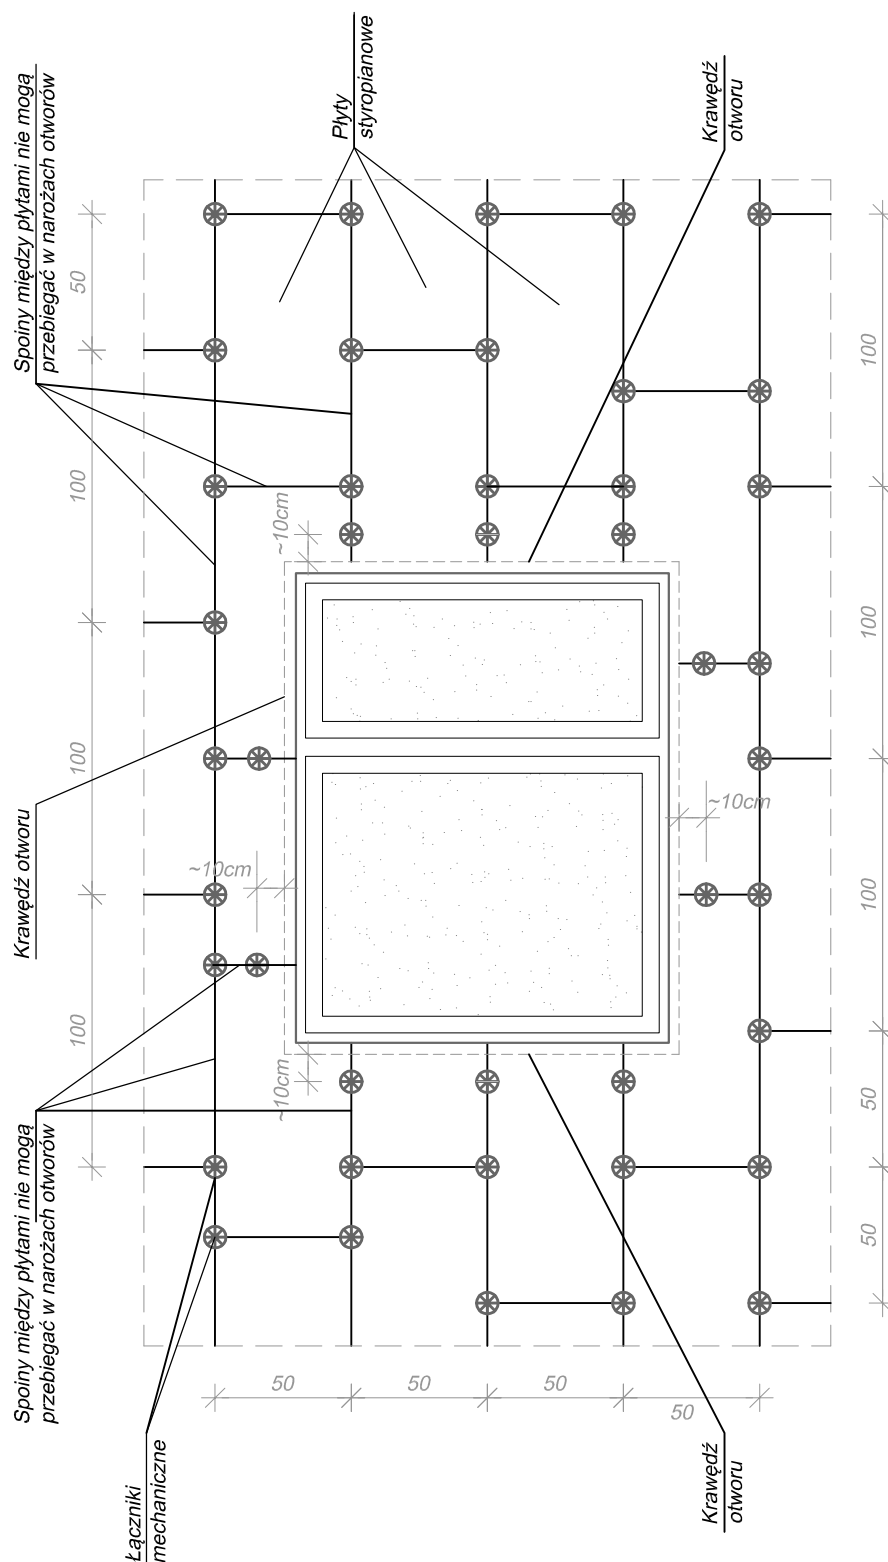 Spoiny między płytami nie mogą
przebiegać w narożach otworów
Krawędź otworu
Spoiny między płytami nie mogą
przebiegać w narożach otworów
Łączniki
mechaniczne
Płyty
styropianowe
Krawędź
otworu
Krawędź
otworu
50
100
100
100
~10cm
~10cm
~10cm
~10cm
100
100
100
50
50
50
50
50
50